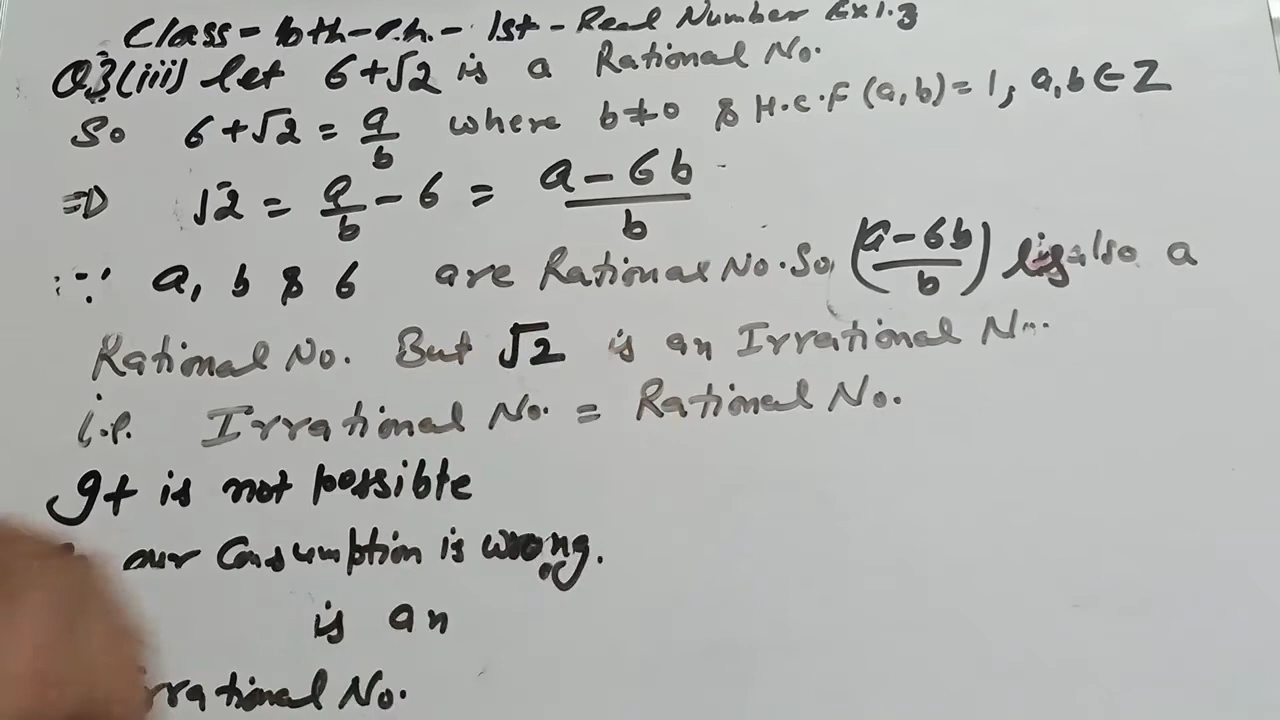 Class - 10th - Ch. - 1st - Real Number Ex 1.3
Q3(iii) let 6+√2 is a Rational No.
So 6+√2 = a/b where b≠0 & H.C.F (a,b) = 1, a,b ∈ Z
⇒ √2 = a/b - 6 = (a - 6b)/b
∵ a, b & 6 are Rational No. So, ((a-6b)/b) is also a
Rational No. But √2 is an Irrational No.
i.e. Irrational No. = Rational No.
It is not possible
our Consumption is wrong.
is an
rrational No.